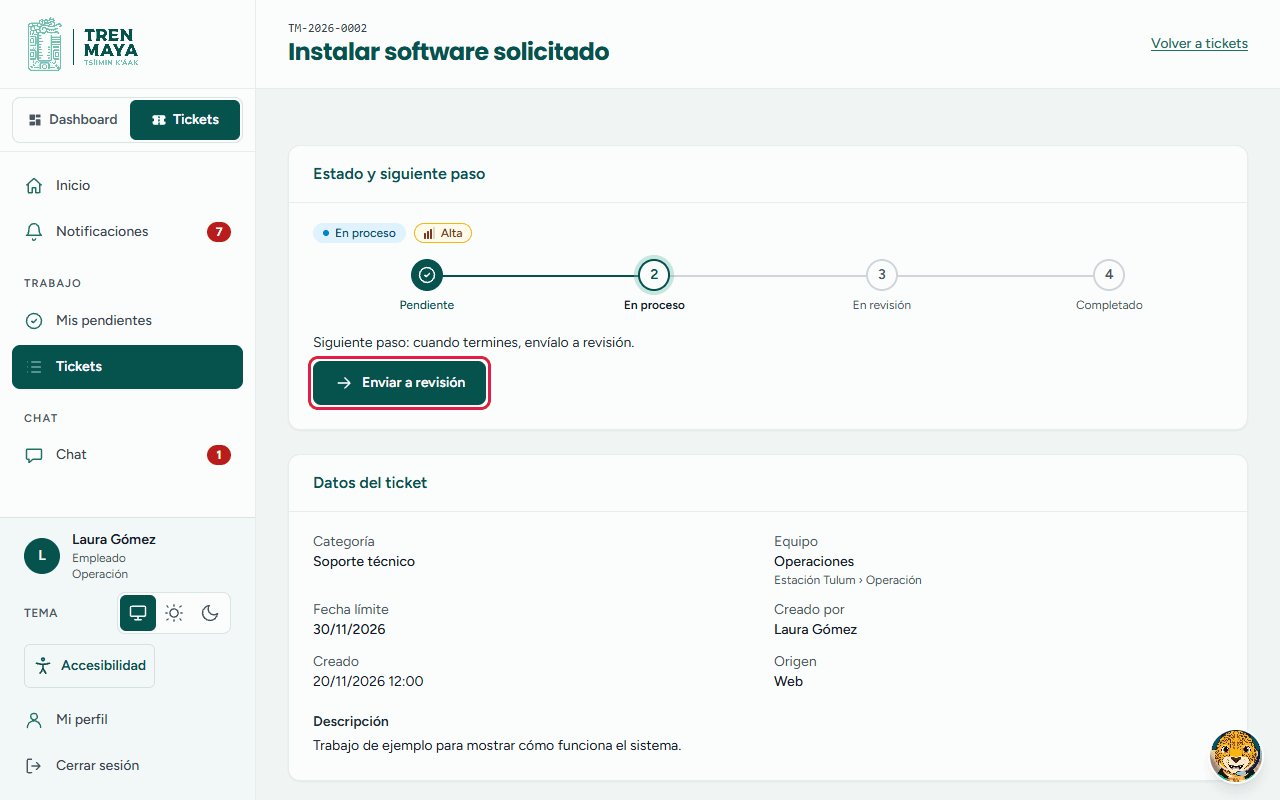 TREN
MAYA
TSÍIMIN K'ÁAK
TM-2026-0002
Instalar software solicitado
Volver a tickets
Dashboard
Tickets
Inicio
Notificaciones 7
TRABAJO
Mis pendientes
Tickets
CHAT
Chat 1
L
Laura Gómez
Empleado
Operación
TEMA
Accesibilidad
Mi perfil
Cerrar sesión
Estado y siguiente paso
En proceso
Alta
2 3 4
Pendiente En proceso En revisión Completado
Siguiente paso: cuando termines, envíalo a revisión.
Enviar a revisión
Datos del ticket
Categoría
Soporte técnico
Equipo
Operaciones
Estación Tulum › Operación
Fecha límite
30/11/2026
Creado por
Laura Gómez
Creado
20/11/2026 12:00
Origen
Web
Descripción
Trabajo de ejemplo para mostrar cómo funciona el sistema.